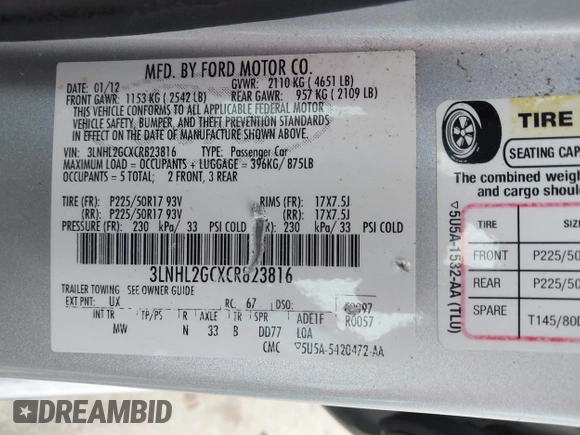 MFD. BY FORD MOTOR CO.
DATE: 01/12 GVWR: 2110 KG ( 4651 LB)
FRONT GAWR: 1153 KG ( 2542 LB) REAR GAWR: 957 KG ( 2109 LB)
THIS VEHICLE CONFORMS TO ALL APPLICABLE FEDERAL MOTOR
VEHICLE SAFETY, BUMPER, AND THEFT PREVENTION STANDARDS
IN EFFECT ON THE DATE OF MANUFACTURE SHOWN ABOVE.
VIN: 3LNHL2GCXCR823816 TYPE: Passenger Car
MAXIMUM LOAD = OCCUPANTS + LUGGAGE = 396KG/ 875LB
OCCUPANTS = 5 TOTAL; 2 FRONT, 3 REAR
TIRE (FR): P225/50R17 93V RIMS (FR): 17X7.5J
(RR): P225/50R17 93V (RR): 17X7.5J
PRESSURE (FR): 230 kPa/ 33 PSI COLD (RR): 230 kPa/ 33 PSI COLD
3LNHL2GCXCR823816
TRAILER TOWING - SEE OWNER GUIDE
EXT PNT: UX RC: 67 DSO:
INT TR TP/PS R AXLE TR SPR ADE1F R0057
MW N 33 B DD77 LOA
CMC ▽5U5A-5420472-AA
TIRE
SEATING CAP
The combined weigh
and cargo should
▽5U5A-1532-AA (TLU)
TIRE SIZ
FRONT P225/50
REAR P225/50
SPARE T145/80
DREAMBID